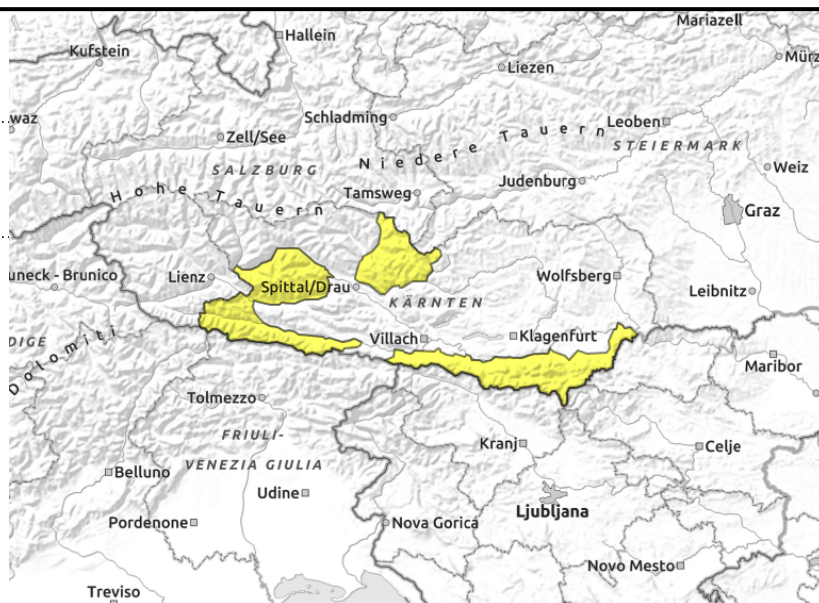 Mariazell
Hallein
Kufstein
Liezen
Mürz
waz
Schladming
Leoben
Zell/See
Niedere Tauern
STEIERMARK
SALZBURG
Weiz
Judenburg
Tamsweg
Hohe Tauern
Graz
uneck - Brunico
Lienz
Wolfsberg
Spittal/Drau
Leibnitz
KÄRNTEN
DIGE
Dolomiti
Villach
Klagenfurt
Maribor
Tolmezzo
FRIULI-
VENEZIA GIULIA
Kranj
Celje
Belluno
Udine
Ljubljana
Pordenone
Nova Gorica
Novo Mesto
Treviso